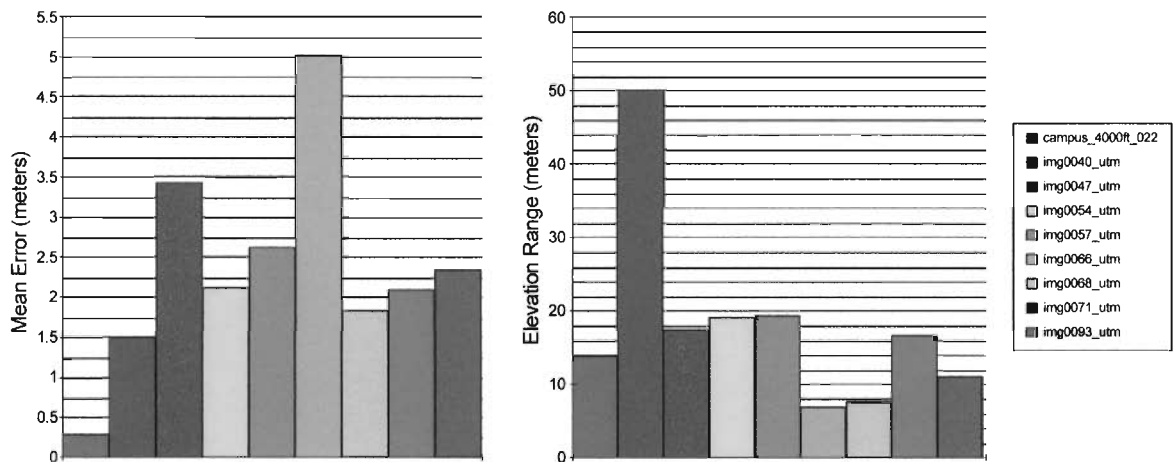 Mean Error (meters)
5.5
5
4.5
4
3.5
3
2.5
2
1.5
1
0.5
0
Elevation Range (meters)
60
50
40
30
20
10
0
campus_4000ft_022
img0040_utm
img0047_utm
img0054_utm
img0057_utm
img0066_utm
img0068_utm
img0071_utm
img0093_utm